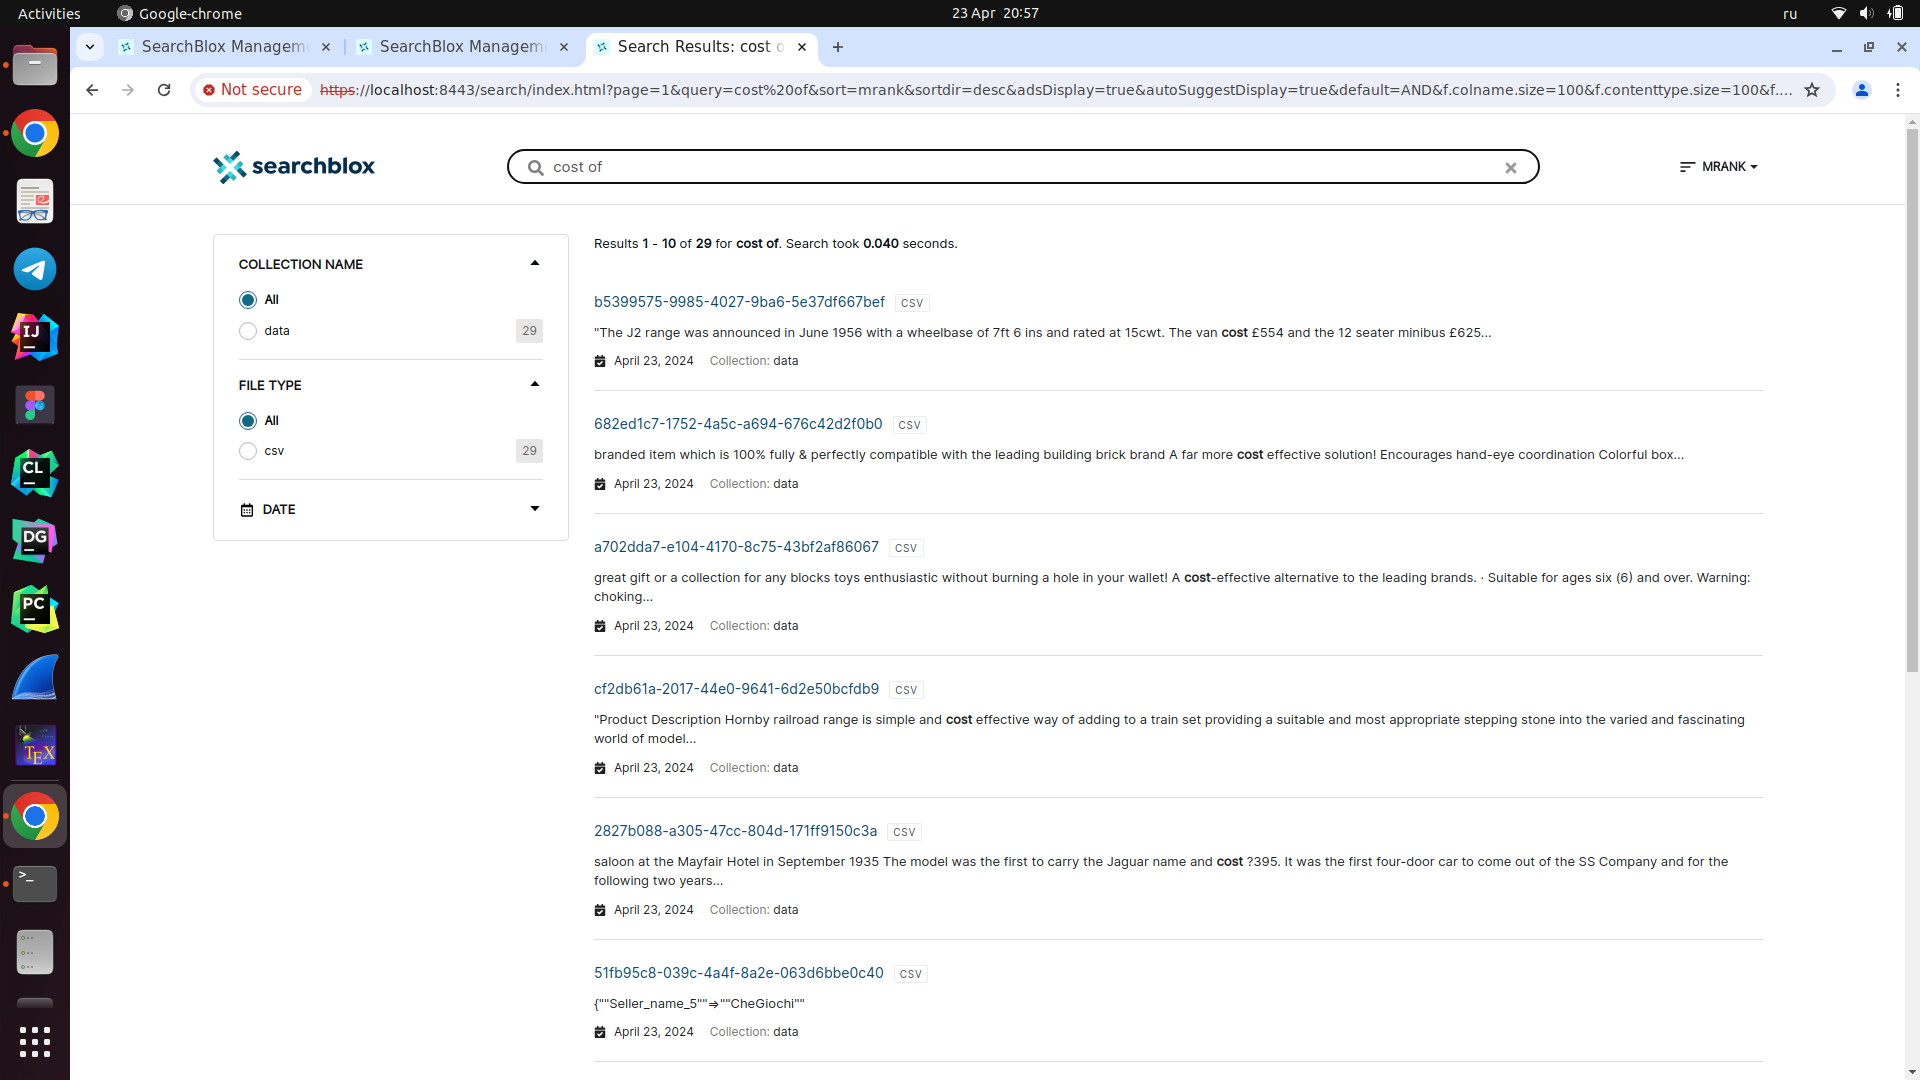 Activities
Google-chrome
23 Apr 20:57
ru
SearchBlox Managem
SearchBlox Managem
Search Results: cost o
Not secure
https://localhost:8443/search/index.html?page=1&query=cost%20of&sort=mrank&sortdir=desc&adsDisplay=true&autoSuggestDisplay=true&default=AND&f.colname.size=100&f.contenttype.size=100&f....
searchblox
cost of
MRANK
COLLECTION NAME
All
data 29
FILE TYPE
All
csv 29
DATE
Results 1 - 10 of 29 for cost of. Search took 0.040 seconds.
b5399575-9985-4027-9ba6-5e37df667bef CSV
"The J2 range was announced in June 1956 with a wheelbase of 7ft 6 ins and rated at 15cwt. The van cost £554 and the 12 seater minibus £625...
April 23, 2024 Collection: data
682ed1c7-1752-4a5c-a694-676c42d2f0b0 CSV
branded item which is 100% fully & perfectly compatible with the leading building brick brand A far more cost effective solution! Encourages hand-eye coordination Colorful box...
April 23, 2024 Collection: data
a702dda7-e104-4170-8c75-43bf2af86067 CSV
great gift or a collection for any blocks toys enthusiastic without burning a hole in your wallet! A cost-effective alternative to the leading brands. · Suitable for ages six (6) and over. Warning:
choking...
April 23, 2024 Collection: data
cf2db61a-2017-44e0-9641-6d2e50bcfdb9 CSV
"Product Description Hornby railroad range is simple and cost effective way of adding to a train set providing a suitable and most appropriate stepping stone into the varied and fascinating
world of model...
April 23, 2024 Collection: data
2827b088-a305-47cc-804d-171ff9150c3a CSV
saloon at the Mayfair Hotel in September 1935 The model was the first to carry the Jaguar name and cost ?395. It was the first four-door car to come out of the SS Company and for the
following two years...
April 23, 2024 Collection: data
51fb95c8-039c-4a4f-8a2e-063d6bbe0c40 CSV
{""Seller_name_5""=>""CheGiochi""
April 23, 2024 Collection: data
IJ
CL
DG
PC
TEX